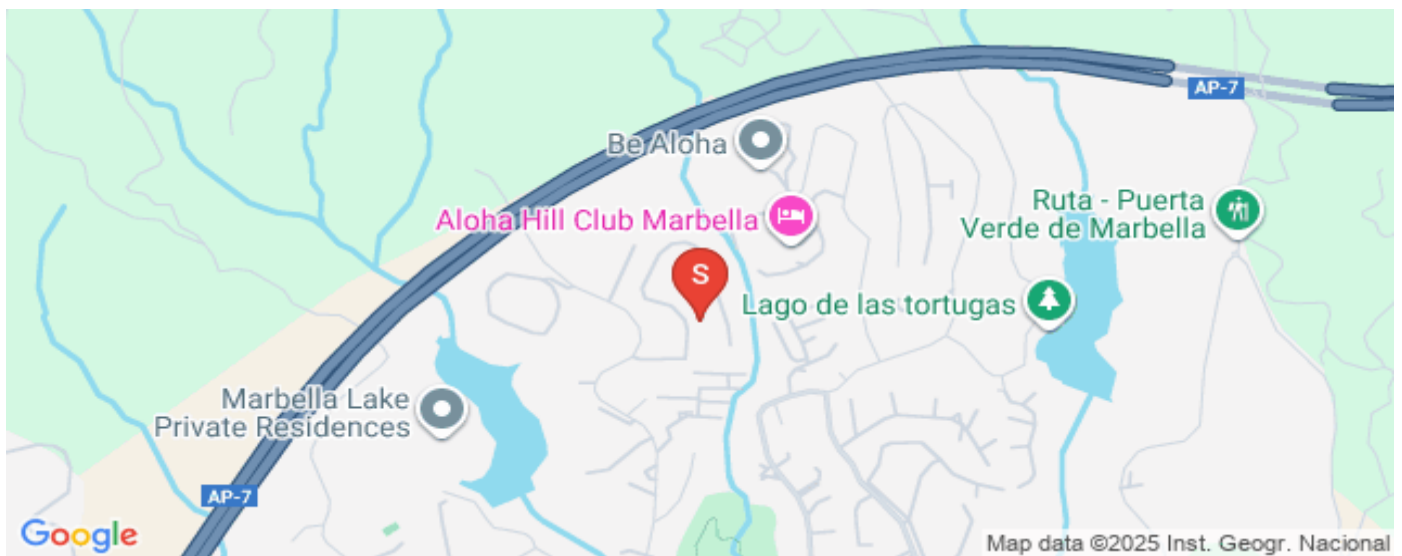 AP-7
Be Aloha
Aloha Hill Club Marbella
Ruta - Puerta
Verde de Marbella
S
Lago de las tortugas
Marbella Lake
Private Residences
AP-7
Google
Map data ©2025 Inst. Geogr. Nacional